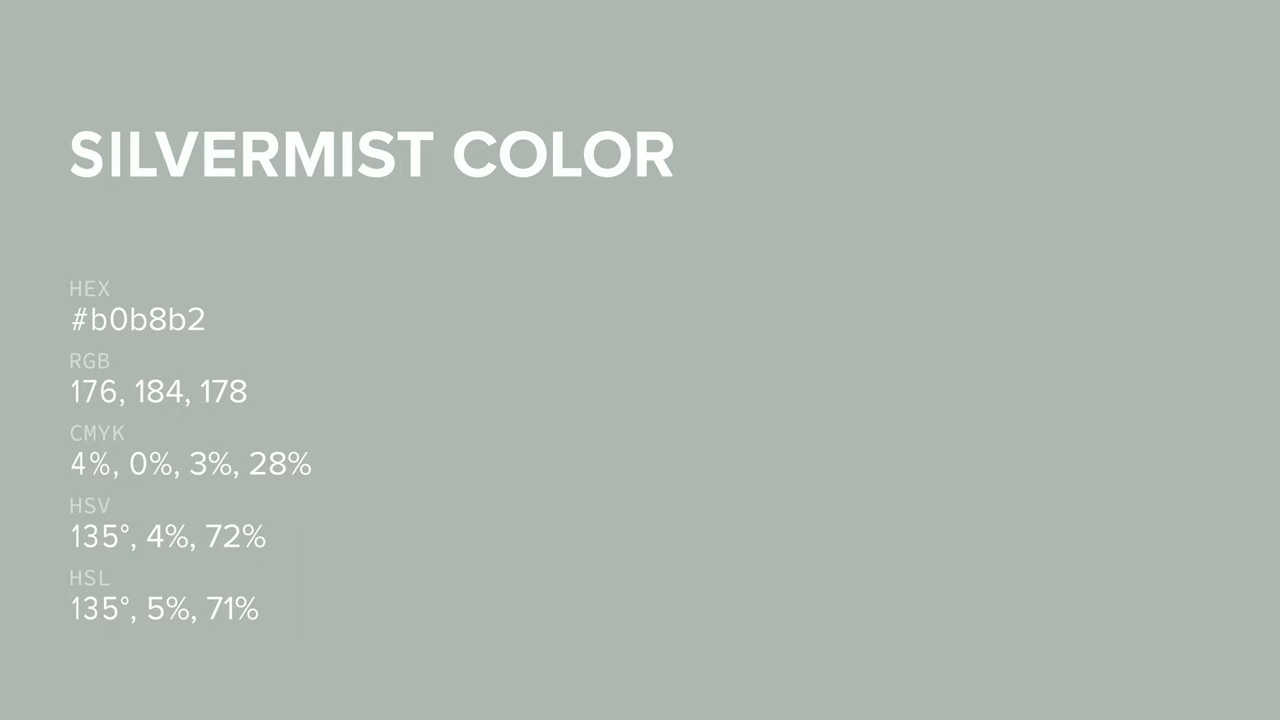 SILVERMIST COLOR
HEX
#b0b8b2
RGB
176, 184, 178
CMYK
4%, 0%, 3%, 28%
HSV
135°, 4%, 72%
HSL
135°, 5%, 71%